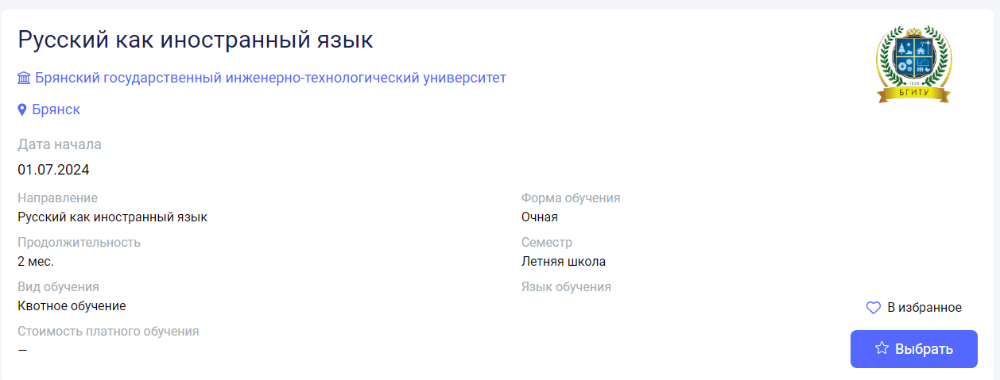 Русский как иностранный язык
Брянский государственный инженерно-технологический университет
Брянск
Дата начала
01.07.2024
Направление
Русский как иностранный язык
Форма обучения
Очная
Продолжительность
2 мес.
Семестр
Летняя школа
Вид обучения
Квотное обучение
Язык обучения
Стоимость платного обучения
—
1930
БГИТУ
В избранное
Выбрать